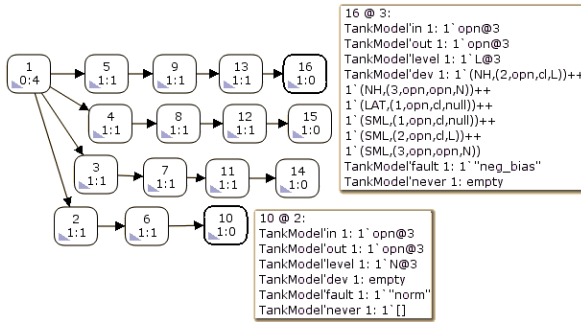 1
0:4
5
1:1
9
1:1
13
1:1
16
1:0
4
1:1
8
1:1
12
1:1
15
1:0
3
1:1
7
1:1
11
1:1
14
1:0
2
1:1
6
1:1
10
1:0
16 @ 3:
TankModel'in 1: 1`opn@3
TankModel'out 1: 1`opn@3
TankModel'level 1: 1`L@3
TankModel'dev 1: 1`(NH,(2,opn,cl,L))++
1`(NH,(3,opn,opn,N))++
1`(LAT,(1,opn,cl,null))++
1`(SML,(1,opn,cl,null))++
1`(SML,(2,opn,cl,L))++
1`(SML,(3,opn,opn,N))
TankModel'fault 1: 1`"neg_bias"
TankModel'never 1: empty
10 @ 2:
TankModel'in 1: 1`opn@3
TankModel'out 1: 1`opn@3
TankModel'level 1: 1`N@3
TankModel'dev 1: empty
TankModel'fault 1: 1`"norm"
TankModel'never 1: 1`[]